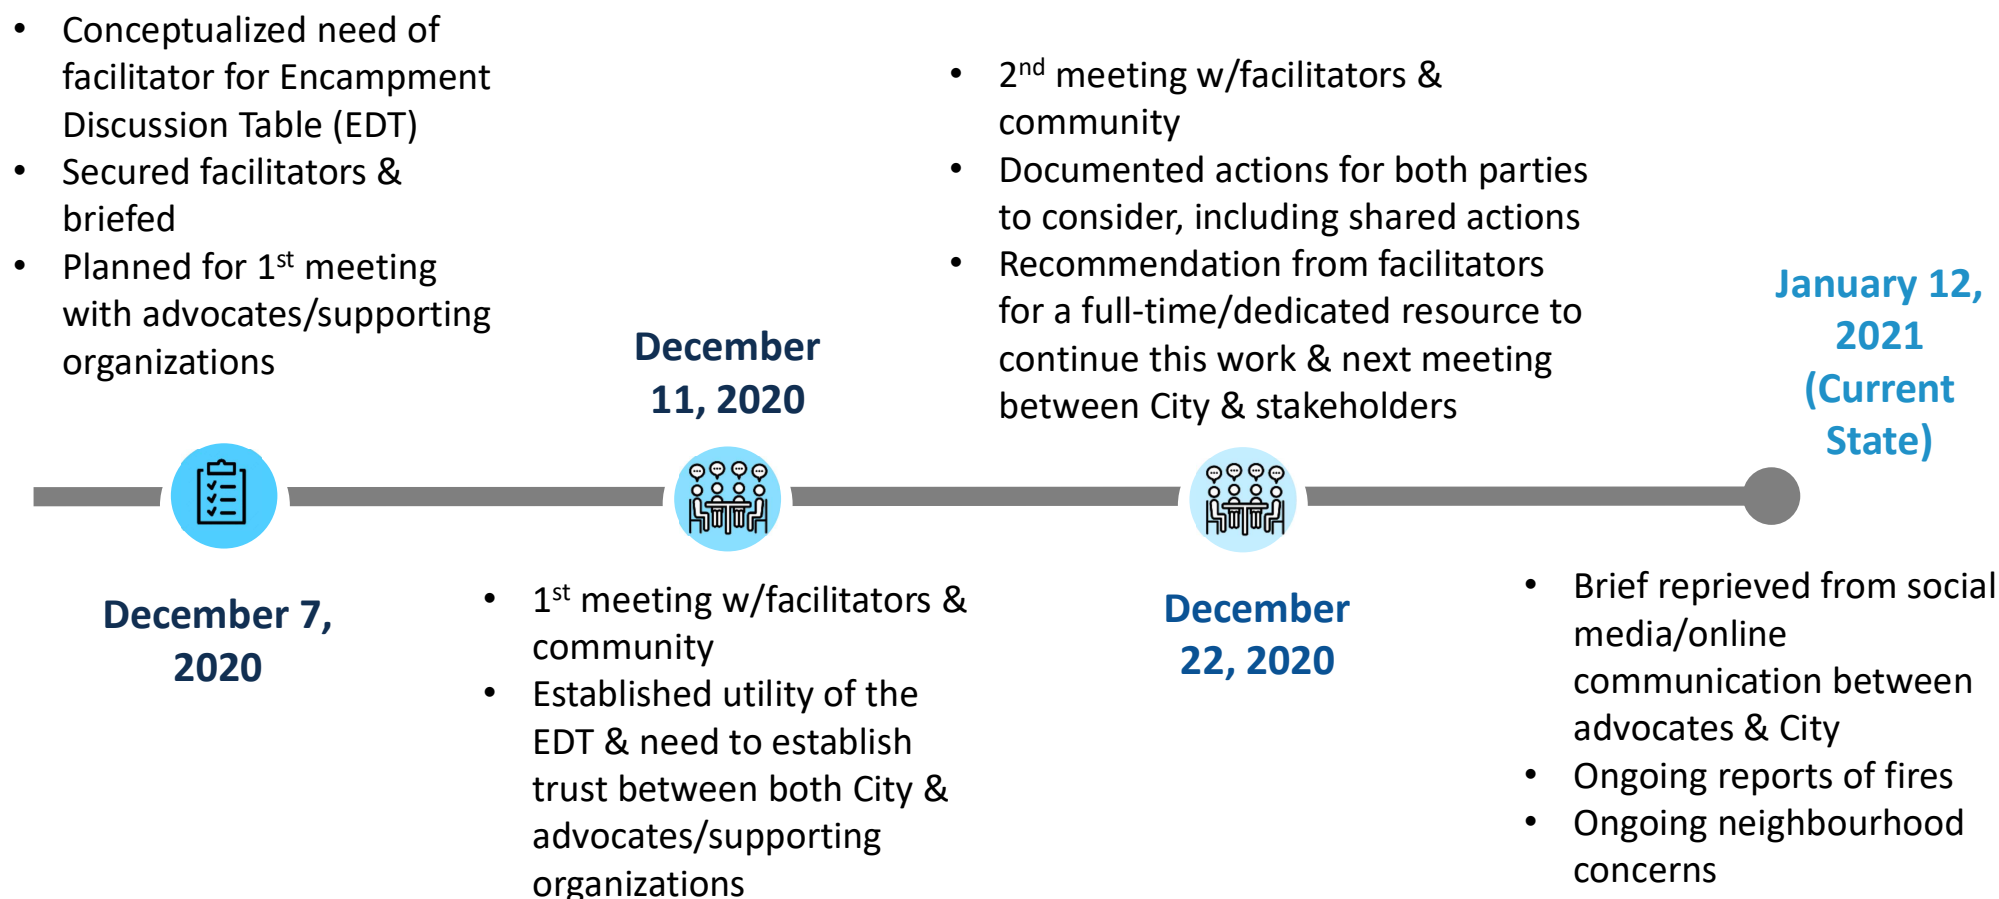 • Conceptualized need of
facilitator for Encampment
Discussion Table (EDT)
• Secured facilitators &
briefed
• Planned for 1st meeting
with advocates/supporting
organizations
December 7,
2020
December
11, 2020
• 1st meeting w/facilitators &
community
• Established utility of the
EDT & need to establish
trust between both City &
advocates/supporting
organizations
• 2nd meeting w/facilitators &
community
• Documented actions for both parties
to consider, including shared actions
• Recommendation from facilitators
for a full-time/dedicated resource to
continue this work & next meeting
between City & stakeholders
December
22, 2020
January 12,
2021
(Current
State)
• Brief reprieved from social
media/online
communication between
advocates & City
• Ongoing reports of fires
• Ongoing neighbourhood
concerns